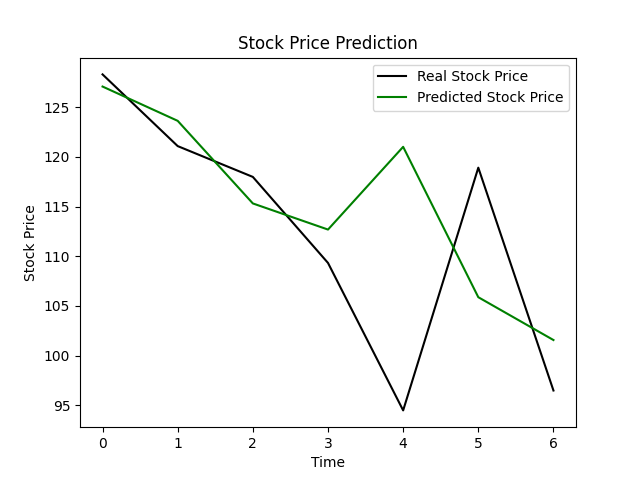 Stock Price Prediction
Real Stock Price
Predicted Stock Price
Stock Price
125
120
115
110
105
100
95
0 1 2 3 4 5 6
Time